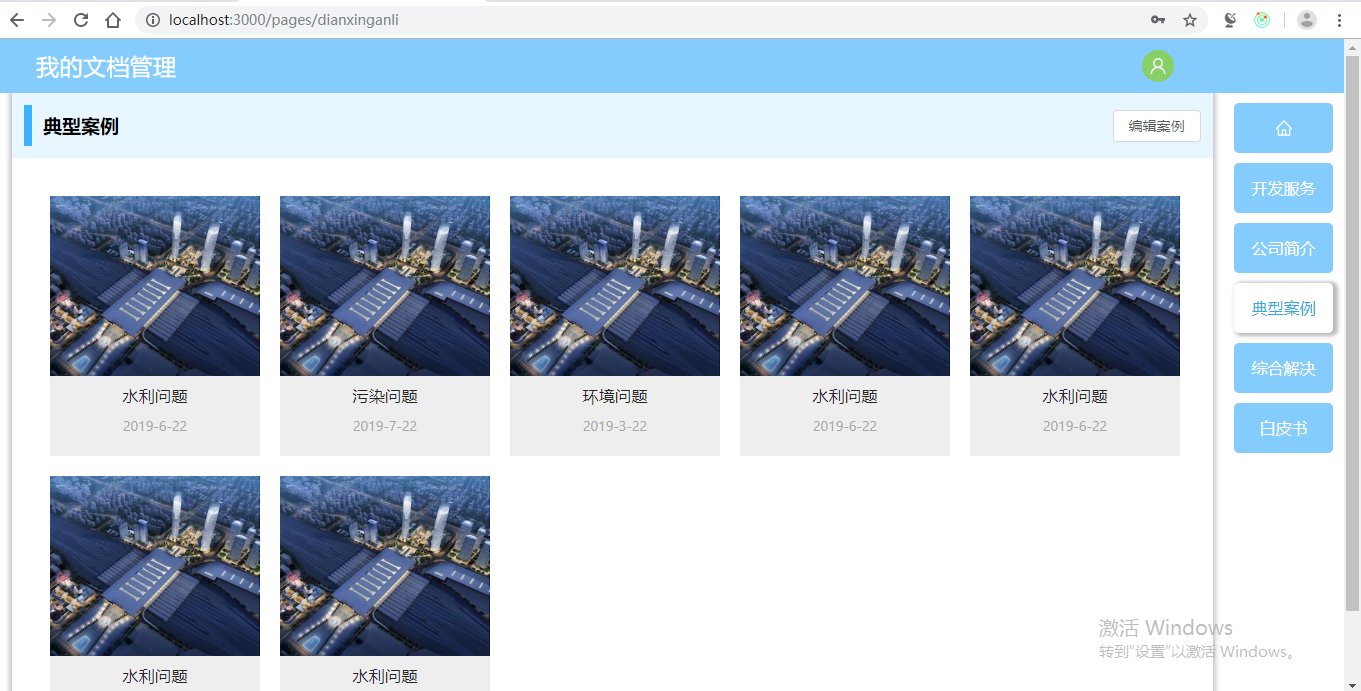 localhost:3000/pages/dianxinganli
我的文档管理
典型案例
编辑案例
开发服务
公司简介
典型案例
综合解决
白皮书
水利问题
2019-6-22
污染问题
2019-7-22
环境问题
2019-3-22
水利问题
2019-6-22
水利问题
2019-6-22
水利问题
水利问题
激活 Windows
转到“设置”以激活 Windows。